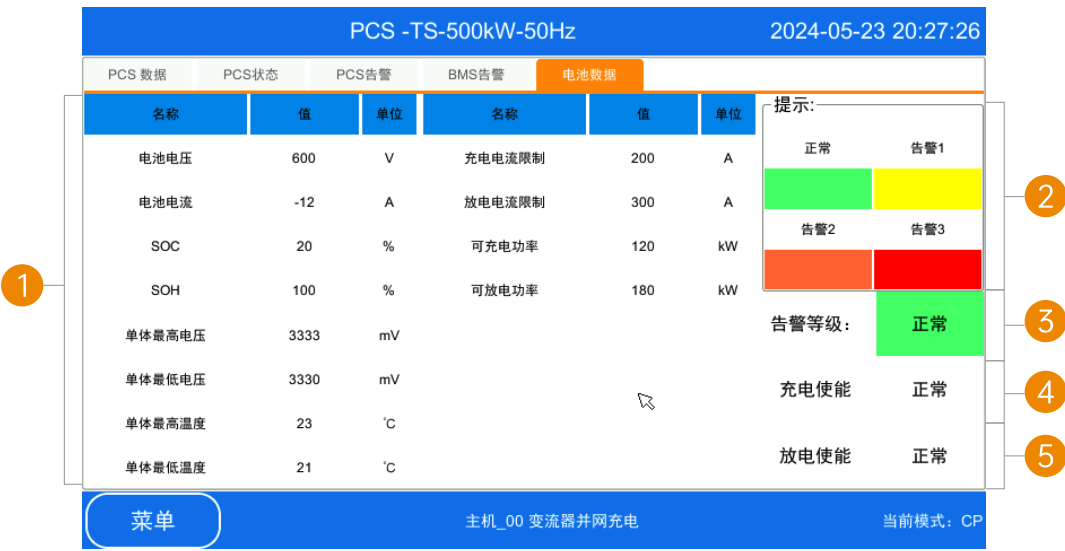 PCS -TS-500kW-50Hz 2024-05-23 20:27:26
PCS 数据 PCS状态 PCS告警 BMS告警 电池数据
名称 值 单位 名称 值 单位
电池电压 600 V 充电电流限制 200 A
电池电流 -12 A 放电电流限制 300 A
SOC 20 % 可充电功率 120 kW
SOH 100 % 可放电功率 180 kW
单体最高电压 3333 mV
单体最低电压 3330 mV
单体最高温度 23 ℃
单体最低温度 21 ℃
提示:
正常 告警1
告警2 告警3
告警等级： 正常
充电使能 正常
放电使能 正常
1
2
3
4
5
菜单 主机_00 变流器并网充电 当前模式：CP